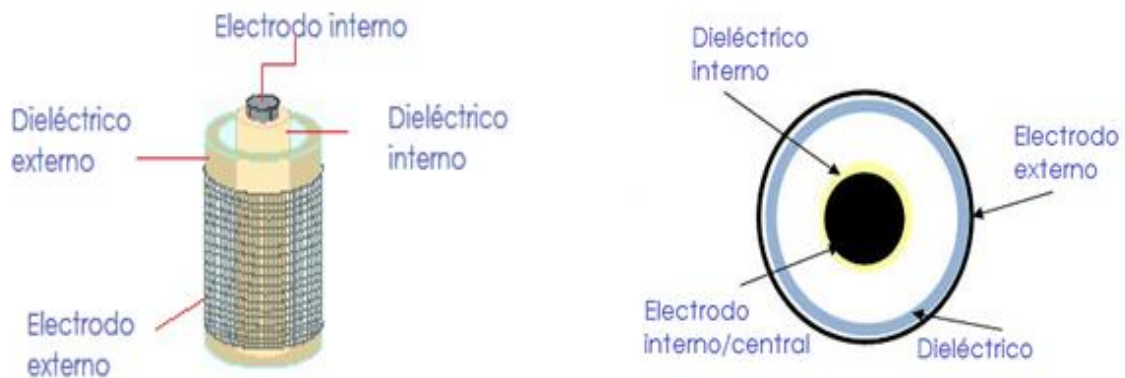 Electrodo interno
Dieléctrico
externo
Dieléctrico
interno
Electrodo
externo
Dieléctrico
interno
Electrodo
externo
Electrodo
interno/central
Dieléctrico